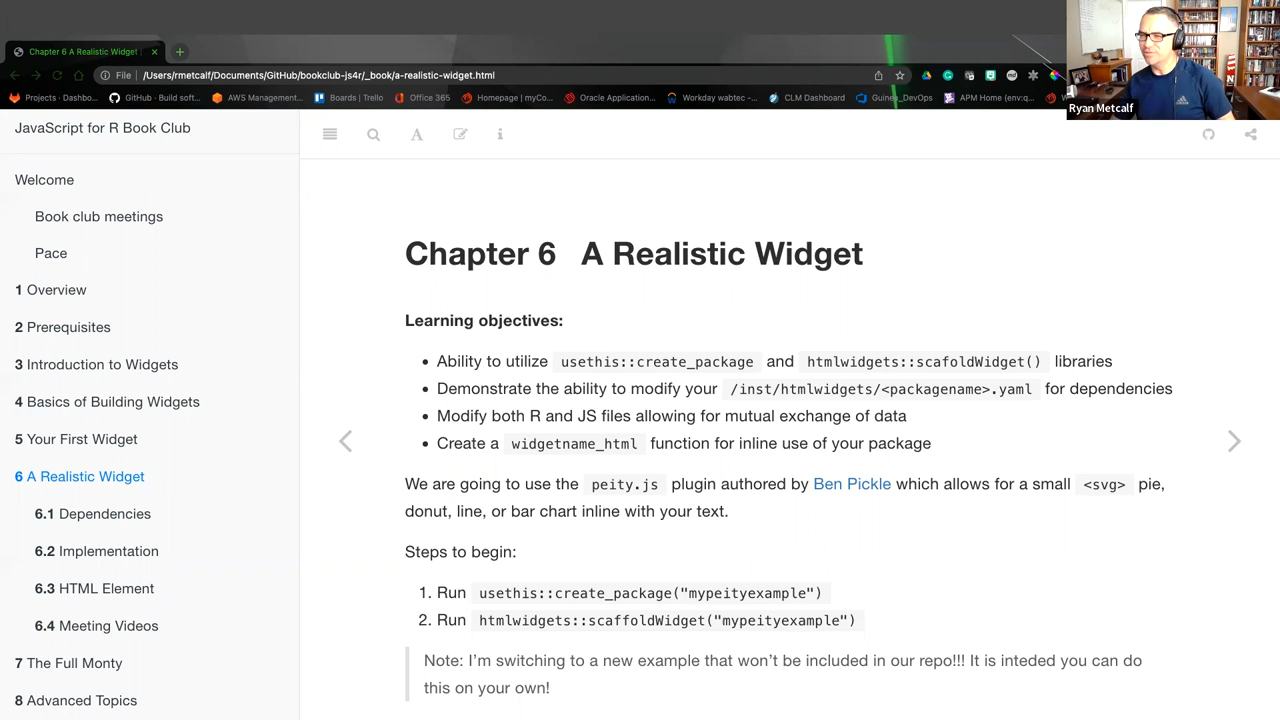 Chapter 6 A Realistic Widget
File
/Users/rmetcalf/Documents/GitHub/bookclub-js4r/_book/a-realistic-widget.html
Projects · Dashbo...
GitHub · Build soft...
AWS Management...
Boards | Trello
Office 365
Homepage | myCo...
Oracle Application...
Workday wabtec -...
CLM Dashboard
Guinea_DevOps
APM Home (env:q...
Ryan Metcalf
JavaScript for R Book Club
Welcome
Book club meetings
Pace
1 Overview
2 Prerequisites
3 Introduction to Widgets
4 Basics of Building Widgets
5 Your First Widget
6 A Realistic Widget
6.1 Dependencies
6.2 Implementation
6.3 HTML Element
6.4 Meeting Videos
7 The Full Monty
8 Advanced Topics
Chapter 6 A Realistic Widget
Learning objectives:
• Ability to utilize usethis::create_package and htmlwidgets::scafoldWidget() libraries
• Demonstrate the ability to modify your /inst/htmlwidgets/<packagename>.yaml for dependencies
• Modify both R and JS files allowing for mutual exchange of data
• Create a widgetname_html function for inline use of your package
We are going to use the peity.js plugin authored by Ben Pickle which allows for a small <svg> pie,
donut, line, or bar chart inline with your text.
Steps to begin:
1. Run usethis::create_package("mypeityexample")
2. Run htmlwidgets::scaffoldWidget("mypeityexample")
Note: I'm switching to a new example that won't be included in our repo!!! It is inteded you can do
this on your own!